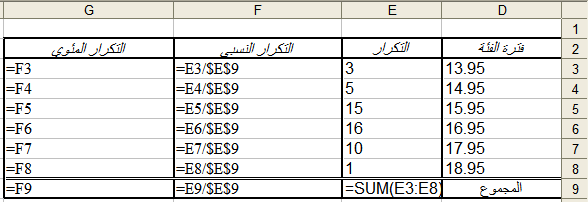 D E F G
1
2 فترة الفئة التكرار التكرار النسبي التكرار المئوي
3 13.95 3 =E3/$E$9 =F3
4 14.95 5 =E4/$E$9 =F4
5 15.95 15 =E5/$E$9 =F5
6 16.95 16 =E6/$E$9 =F6
7 17.95 10 =E7/$E$9 =F7
8 18.95 1 =E8/$E$9 =F8
9 المجموع =SUM(E3:E8) =E9/$E$9 =F9